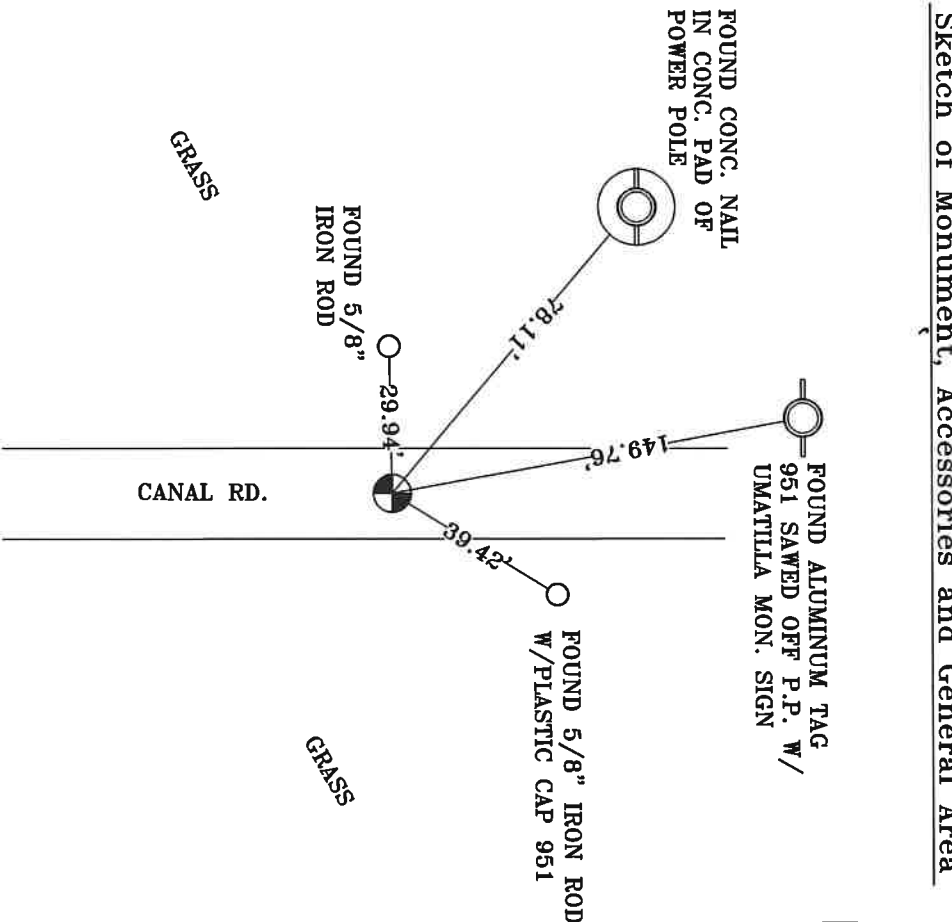 Sketch of Monument, Accessories and General Area
FOUND CONC. NAIL
IN CONC. PAD OF
POWER POLE
FOUND ALUMINUM TAG
951 SAWED OFF P.P. W/
UMATILLA MON. SIGN
78.11'
149.76'
GRASS
FOUND 5/8"
IRON ROD
29.94'
CANAL RD.
39.42'
FOUND 5/8" IRON ROD
W/PLASTIC CAP 951
GRASS